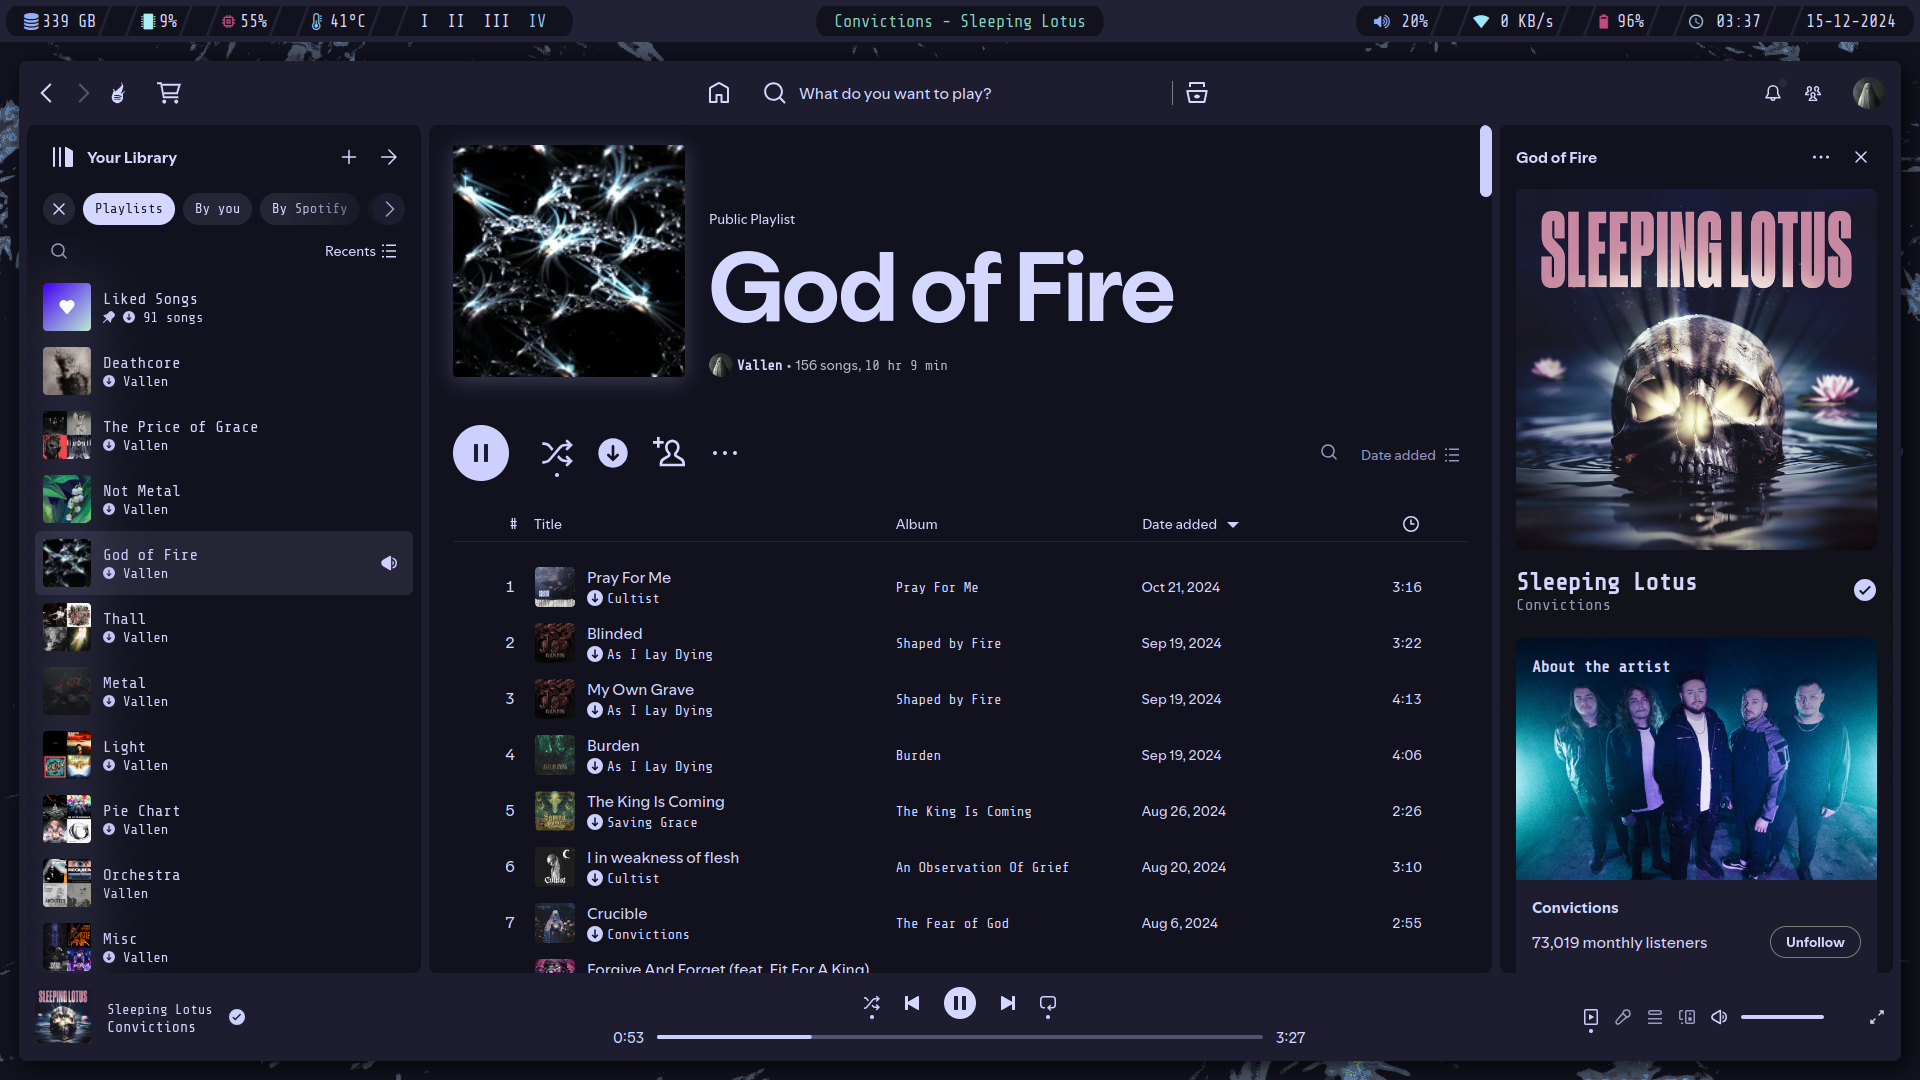 339 GB 9% 55% 41°C I II III IV
Convictions - Sleeping Lotus
20% 0 KB/s 96% 03:37 15-12-2024
What do you want to play?
Your Library
Playlists By you By Spotify
Recents
Liked Songs
91 songs
Deathcore
Vallen
The Price of Grace
Vallen
Not Metal
Vallen
God of Fire
Vallen
Thall
Vallen
Metal
Vallen
Light
Vallen
Pie Chart
Vallen
Orchestra
Vallen
Misc
Vallen
Public Playlist
God of Fire
Vallen • 156 songs, 10 hr 9 min
Date added
# Title Album Date added
1 Pray For Me Pray For Me Oct 21, 2024 3:16
Cultist
2 Blinded Shaped by Fire Sep 19, 2024 3:22
As I Lay Dying
3 My Own Grave Shaped by Fire Sep 19, 2024 4:13
As I Lay Dying
4 Burden Burden Sep 19, 2024 4:06
As I Lay Dying
5 The King Is Coming The King Is Coming Aug 26, 2024 2:26
Saving Grace
6 I in weakness of flesh An Observation Of Grief Aug 20, 2024 3:10
Cultist
7 Crucible The Fear of God Aug 6, 2024 2:55
Convictions
Forgive And Forget (feat. Fit For A King)
God of Fire
SLEEPING LOTUS
Sleeping Lotus
Convictions
About the artist
Convictions
73,019 monthly listeners
Unfollow
SLEEPING LOTUS
Sleeping Lotus
Convictions
0:53 3:27